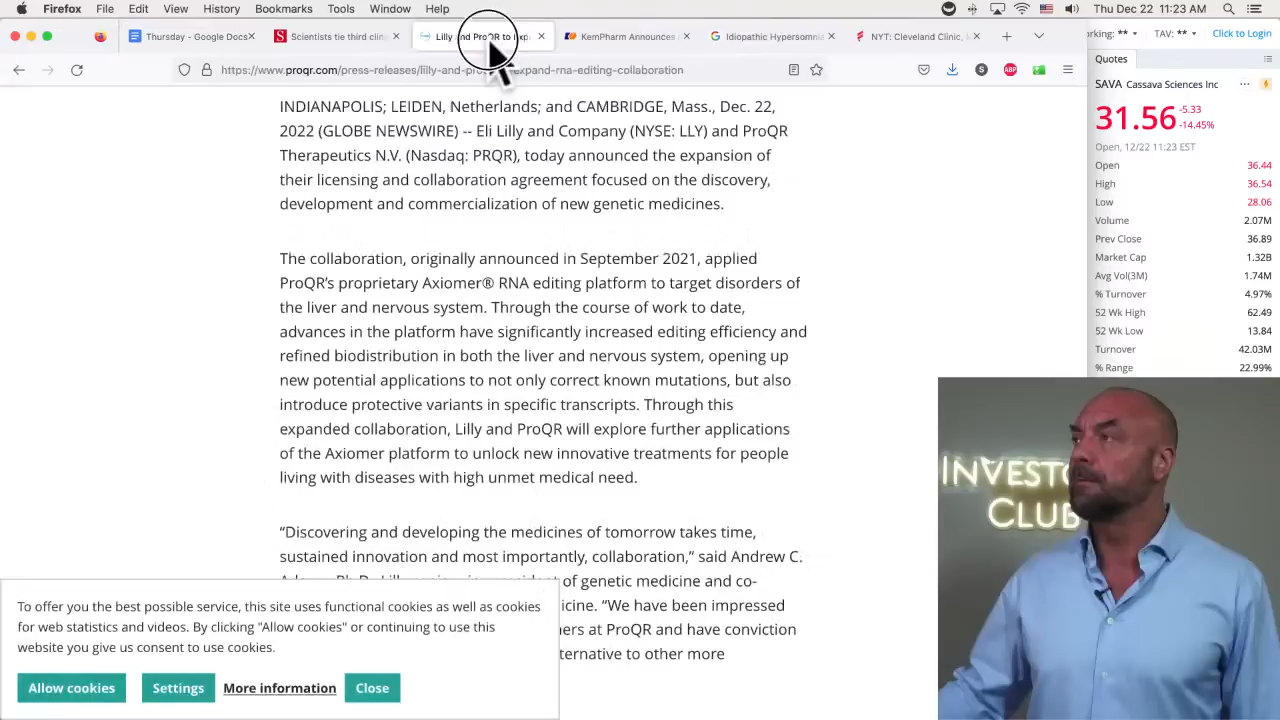 Firefox File Edit View History Bookmarks Tools Window Help
Thu Dec 22 11:23 AM
Thursday - Google Docs
Scientists tie third clini
Lilly and ProQR to exp
KemPharm Announces
Idiopathic Hypersomnia
NYT: Cleveland Clinic, M
rking: ** TAV: ** Click to Login
https://www.proqr.com/press-releases/lilly-and-pro expand-rna-editing-collaboration
INDIANAPOLIS; LEIDEN, Netherlands; and CAMBRIDGE, Mass., Dec. 22,
2022 (GLOBE NEWSWIRE) -- Eli Lilly and Company (NYSE: LLY) and ProQR
Therapeutics N.V. (Nasdaq: PRQR), today announced the expansion of
their licensing and collaboration agreement focused on the discovery,
development and commercialization of new genetic medicines.
The collaboration, originally announced in September 2021, applied
ProQR’s proprietary Axiomer® RNA editing platform to target disorders of
the liver and nervous system. Through the course of work to date,
advances in the platform have significantly increased editing efficiency and
refined biodistribution in both the liver and nervous system, opening up
new potential applications to not only correct known mutations, but also
introduce protective variants in specific transcripts. Through this
expanded collaboration, Lilly and ProQR will explore further applications
of the Axiomer platform to unlock new innovative treatments for people
living with diseases with high unmet medical need.
“Discovering and developing the medicines of tomorrow takes time,
sustained innovation and most importantly, collaboration,” said Andrew C.
of genetic medicine and co-
icine. “We have been impressed
ners at ProQR and have conviction
ternative to other more
To offer you the best possible service, this site uses functional cookies as well as cookies
for web statistics and videos. By clicking "Allow cookies" or continuing to use this
website you give us consent to use cookies.
Allow cookies Settings More information Close
Quotes
SAVA Cassava Sciences Inc
31.56 -5.33
-14.45%
Open, 12/22 11:23 EST
Open 36.44
High 36.54
Low 28.06
Volume 2.07M
Prev Close 36.89
Market Cap 1.32B
Avg Vol(3M) 1.74M
% Turnover 4.97%
52 Wk High 62.49
52 Wk Low 13.84
Turnover 42.03M
% Range 22.99%
INVESTO
CLUB